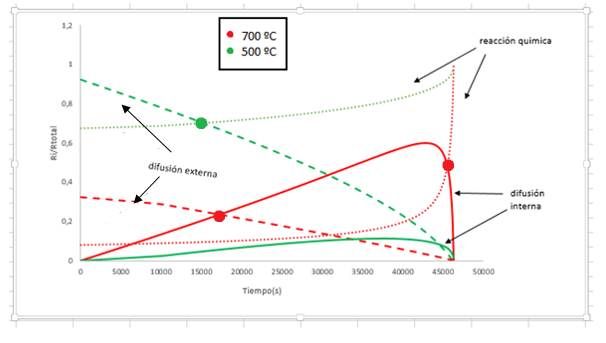 1,2
700 ºC
500 ºC
reacción quimica
1
0,8
Ri/Rtotal
difusión externa
0,6
0,4
difusión
interna
0,2
0
0 5000 10000 15000 20000 25000 30000 35000 40000 45000 50000
Tiempo(s)